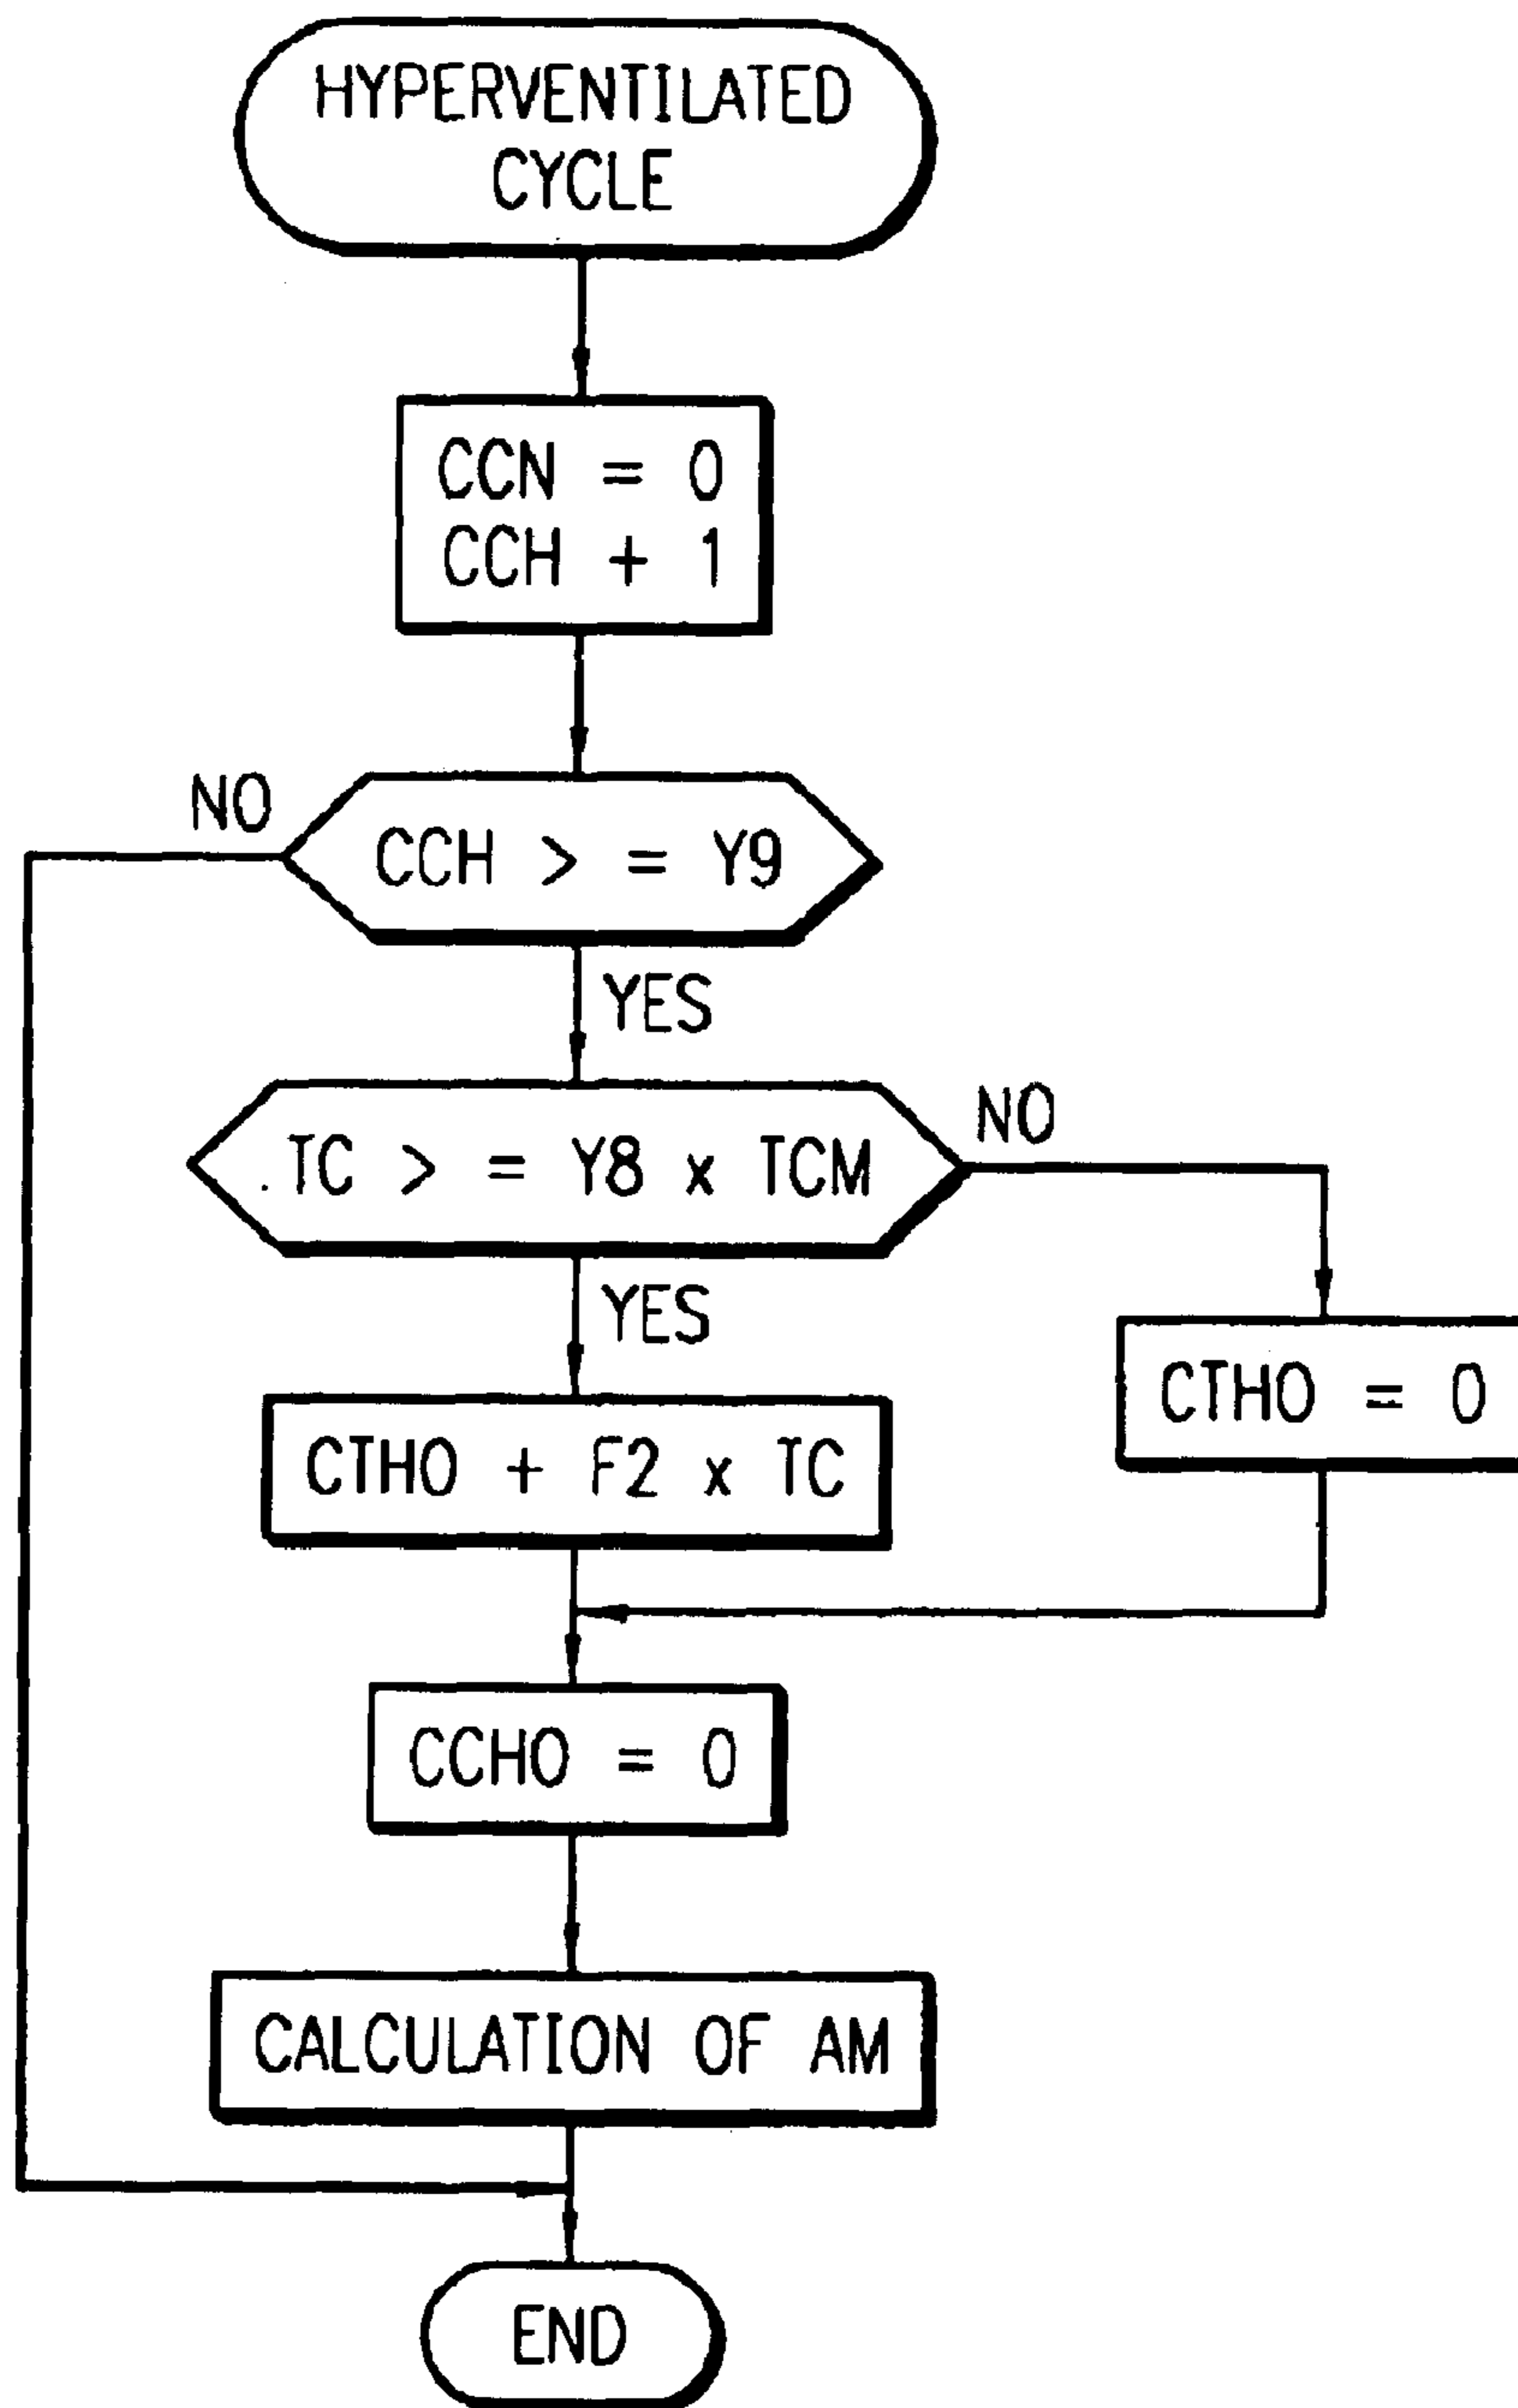 HYPERVENTILATED
CYCLE
CCN = 0
CCH + 1
NO
CCH > = Y9
YES
.TC > = Y8 x TCM
NO
YES
CTHO = 0
CTHO + F2 x TC
CCHO = 0
CALCULATION OF AM
END